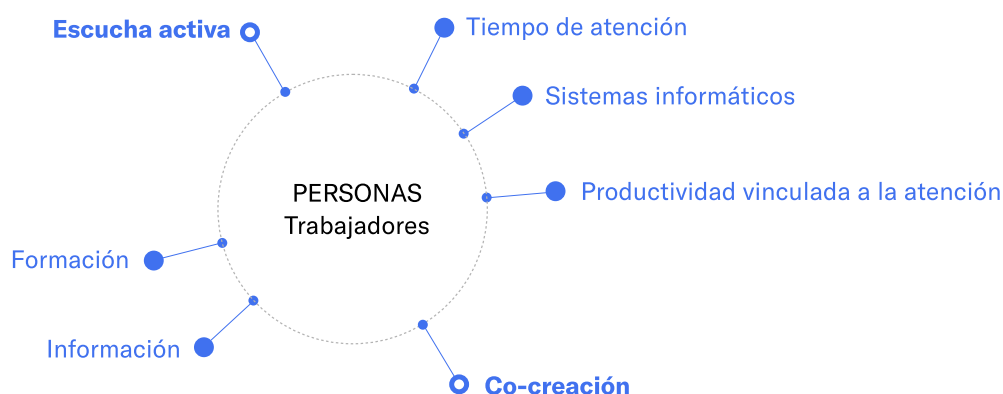 Escucha activa
Tiempo de atención
Sistemas informáticos
Productividad vinculada a la atención
PERSONAS
Trabajadores
Formación
Información
Co-creación